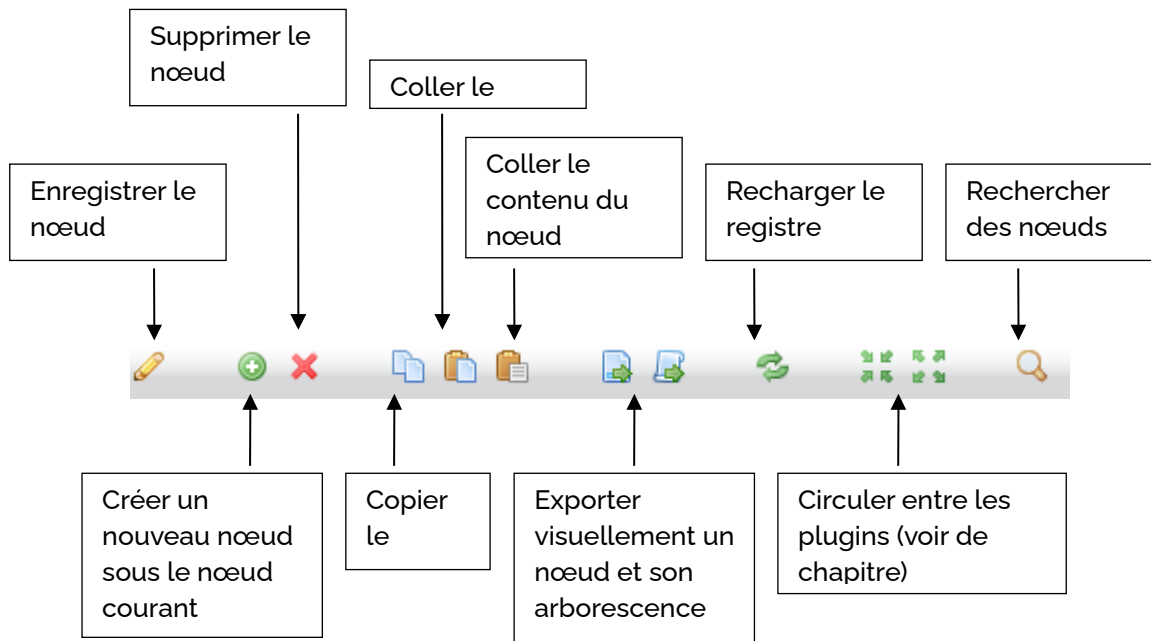 Supprimer le
nœud
Coller le
Enregistrer le
nœud
Coller le
contenu du
nœud
Recharger le
registre
Rechercher
des nœuds
Créer un
nouveau nœud
sous le nœud
courant
Copier
le
Exporter
visuellement un
nœud et son
arborescence
Circuler entre les
plugins (voir de
chapitre)